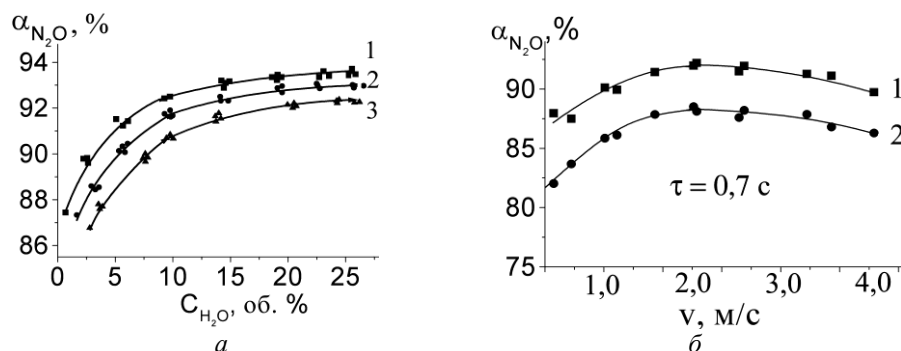 α_N₂O, %
94
92
90
88
86
0 5 10 15 20 25
C_H₂O, об. %
1
2
3
а
α_N₂O,%
90
85
80
75
1,0 2,0 3,0 4,0
v, м/с
1
2
τ = 0,7 с
б